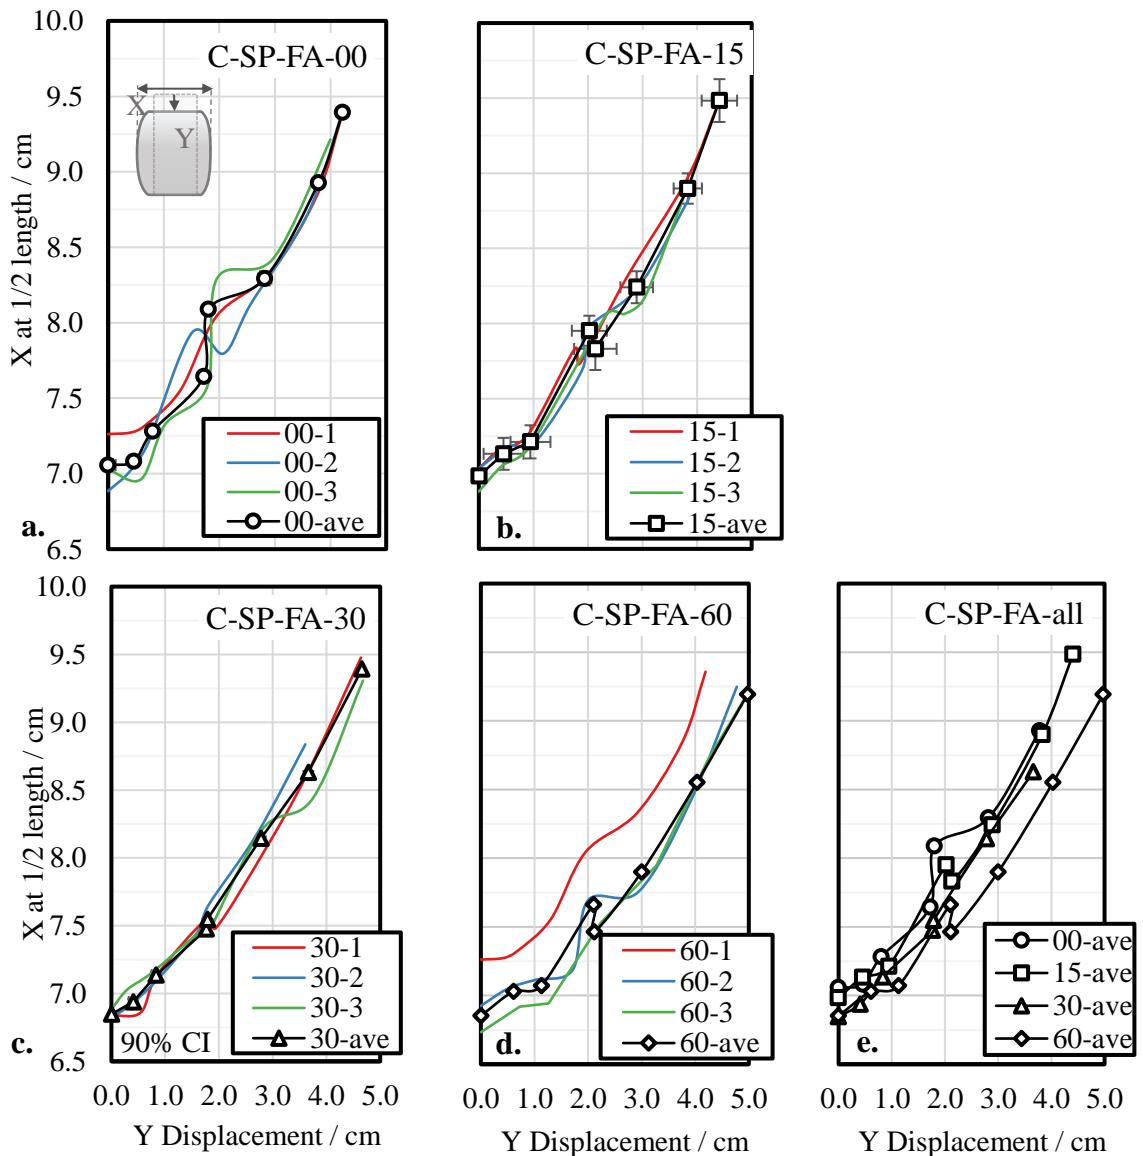 10.0
9.5
9.0
8.5
8.0
7.5
7.0
6.5
X at 1/2 length / cm
C-SP-FA-00
X
Y
00-1
00-2
00-3
00-ave
a.
C-SP-FA-15
15-1
15-2
15-3
15-ave
b.
10.0
9.5
9.0
8.5
8.0
7.5
7.0
6.5
X at 1/2 length / cm
C-SP-FA-30
30-1
30-2
30-3
30-ave
c.
90% CI
0.0 1.0 2.0 3.0 4.0 5.0
Y Displacement / cm
C-SP-FA-60
60-1
60-2
60-3
60-ave
d.
0.0 1.0 2.0 3.0 4.0 5.0
Y Displacement / cm
C-SP-FA-all
00-ave
15-ave
30-ave
60-ave
e.
0.0 1.0 2.0 3.0 4.0 5.0
Y Displacement / cm